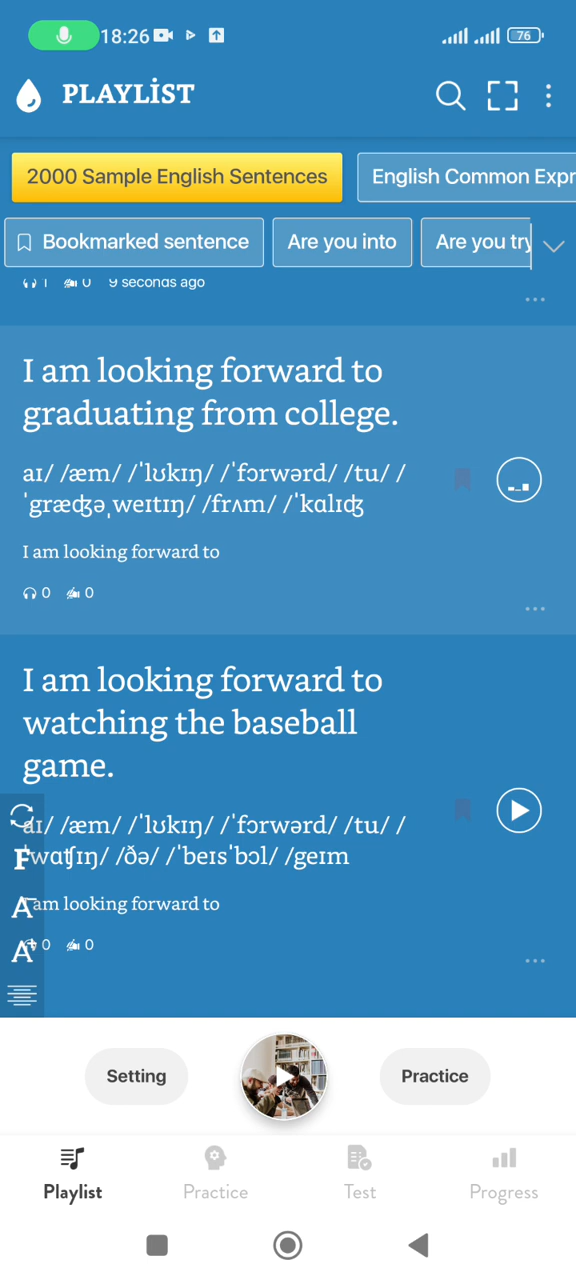 18:26
76
PLAYLİST
2000 Sample English Sentences
English Common Expr
Bookmarked sentence
Are you into
Are you try
1 0 9 seconds ago
I am looking forward to
graduating from college.
aɪ/ /æm/ /ˈlʊkɪŋ/ /ˈfɔrwərd/ /tu/ /
ˈgræʤəˌweɪtɪŋ/ /frʌm/ /ˈkɑlɪʤ
I am looking forward to
0 0
I am looking forward to
watching the baseball
game.
aɪ/ /æm/ /ˈlʊkɪŋ/ /ˈfɔrwərd/ /tu/ /
ˈwɑʧɪŋ/ /ðə/ /ˈbeɪsˈbɔl/ /geɪm
F
I am looking forward to
A
0 0
A
Setting
Practice
Playlist
Practice
Test
Progress